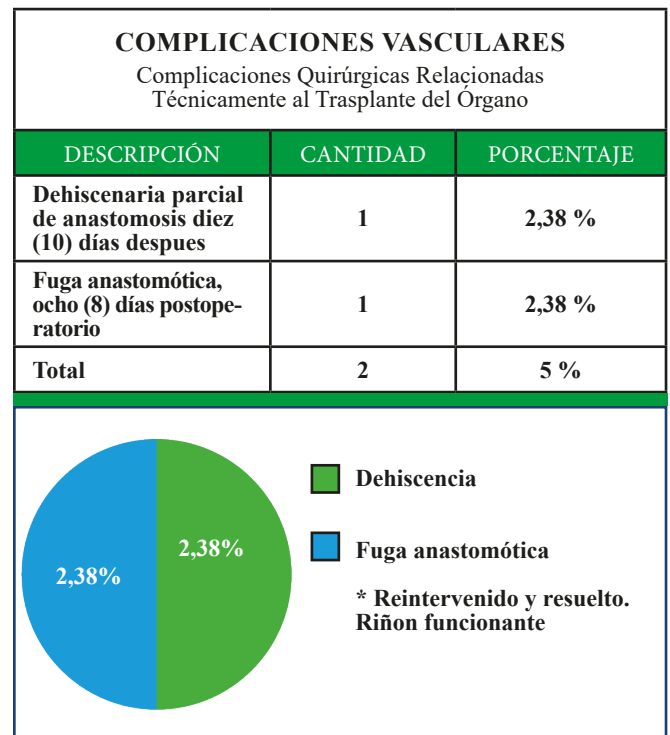 COMPLICACIONES VASCULARES
Complicaciones Quirúrgicas Relacionadas
Técnicamente al Trasplante del Órgano
DESCRIPCIÓN CANTIDAD PORCENTAJE
Dehiscenaria parcial
de anastomosis diez
(10) días despues
1 2,38 %
Fuga anastomótica,
ocho (8) días postope-
ratorio
1 2,38 %
Total 2 5 %
2,38%
2,38%
Dehiscencia
Fuga anastomótica
* Reintervenido y resuelto.
Riñon funcionante